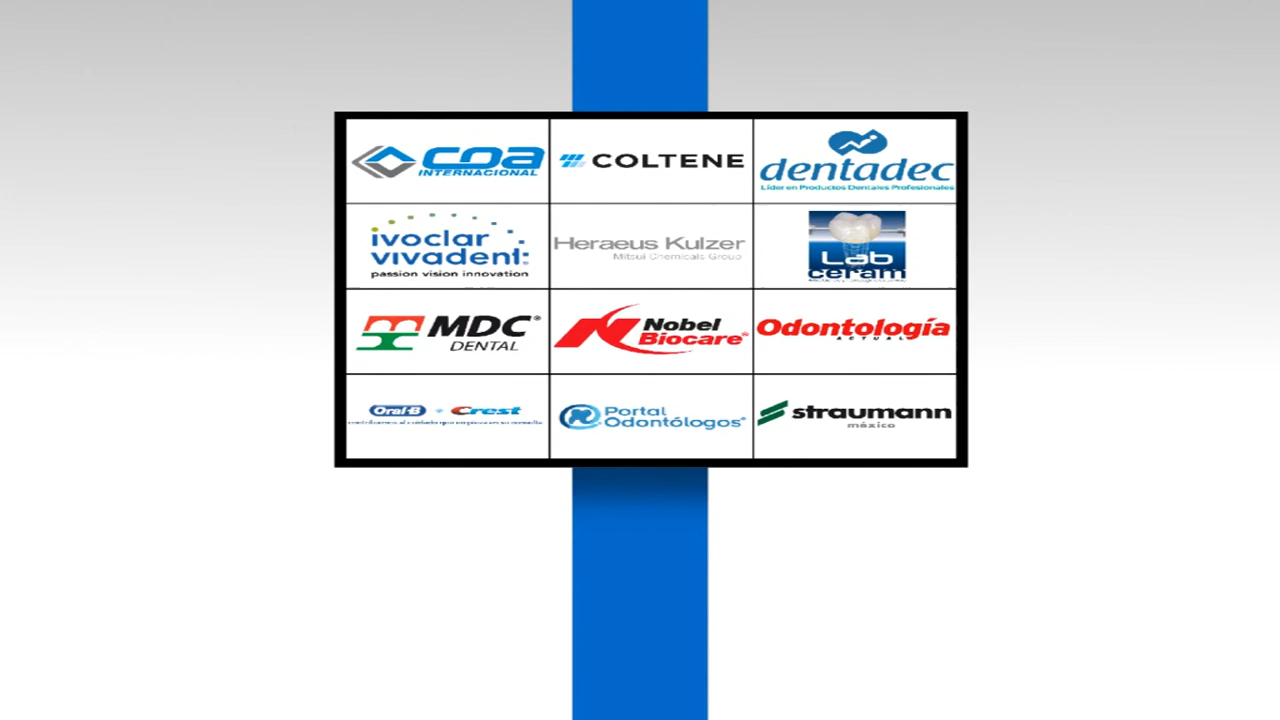 COA
INTERNACIONAL
COLTENE
dentadec
Líder en Productos Dentales Profesionales
ivoclar
vivadent:
passion vision innovation
Heraeus Kulzer
Mitsui Chemicals Group
Lab
ceram
MDC®
DENTAL
Nobel
Biocare®
Odontología
ACTUAL
Oral-B + Crest
Portal
Odontólogos®
straumann
méxico